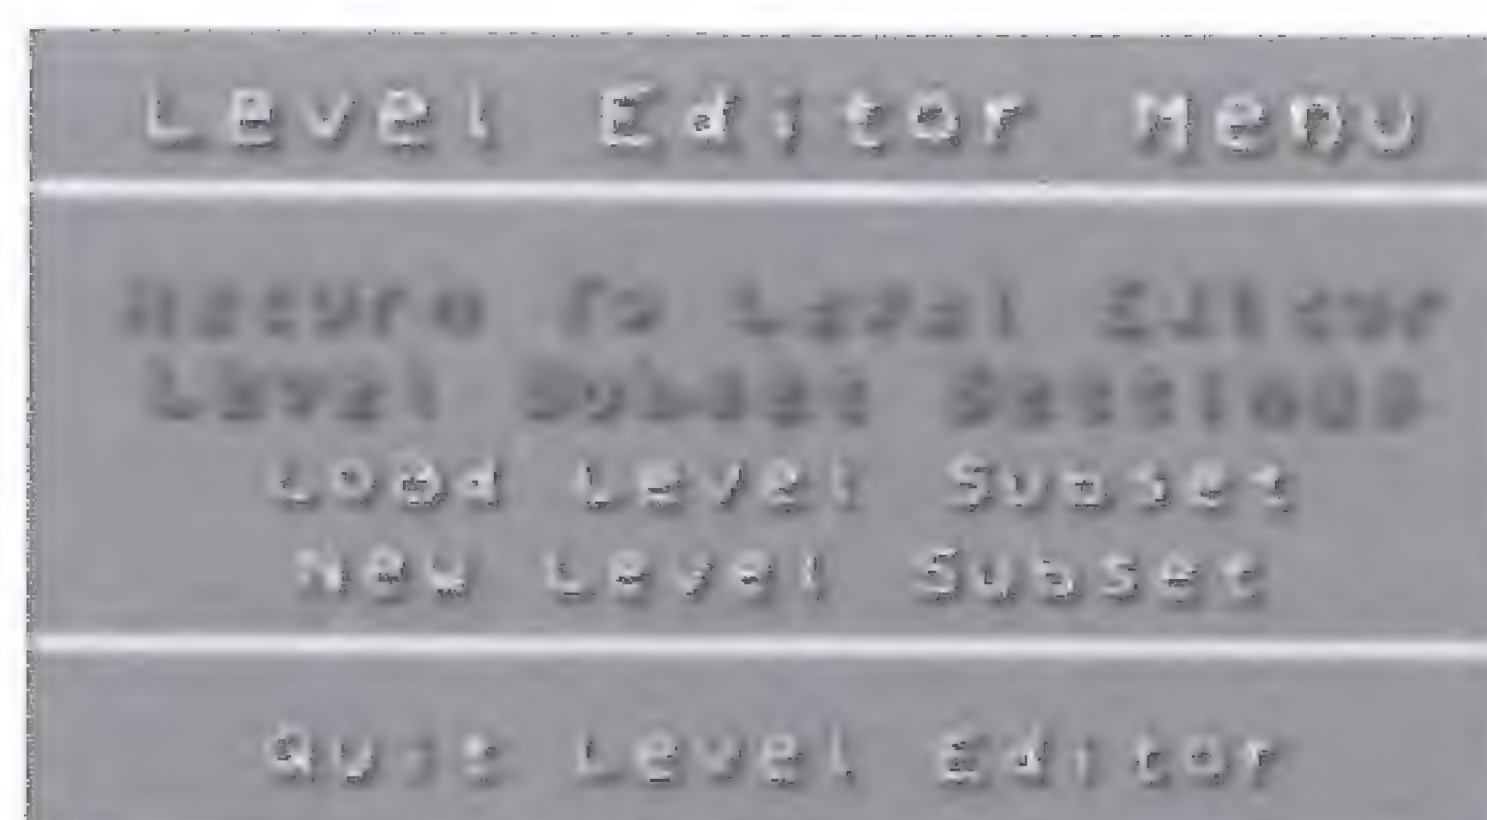 Level Editor Menu
Return To Level Editor
Level Subset Settings
Load Level Subset
New Level Subset
Quit Level Editor